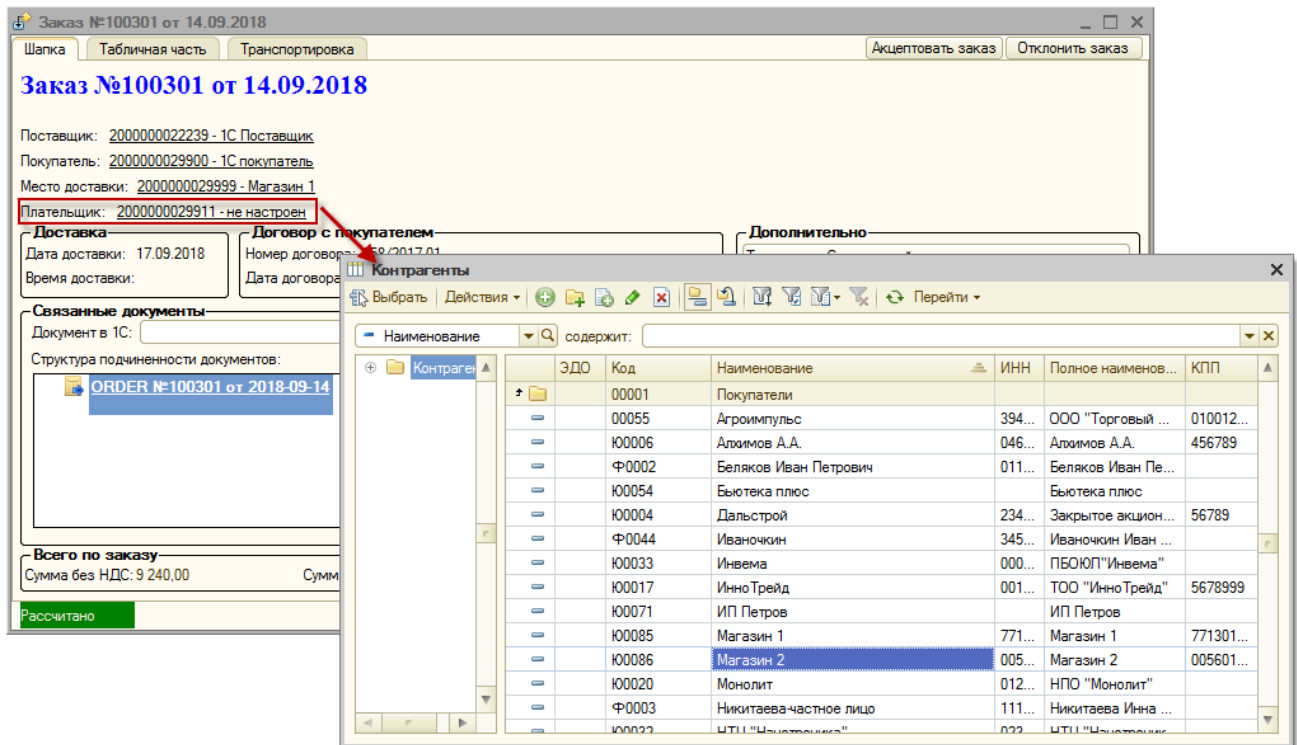 Заказ №100301 от 14.09.2018
Шапка Табличная часть Транспортировка Акцептовать заказ Отклонить заказ
Заказ №100301 от 14.09.2018
Поставщик: 2000000022239 - 1С Поставщик
Покупатель: 2000000029900 - 1С покупатель
Место доставки: 2000000029999 - Магазин 1
Плательщик: 2000000029911 - не настроен
Доставка Договор с покупателем Дополнительно
Дата доставки: 17.09.2018 Номер договора:
Время доставки: Дата договора
Связанные документы
Документ в 1С:
Структура подчиненности документов:
ORDER №100301 от 2018-09-14
Всего по заказу
Сумма без НДС: 9 240,00 Сумм
Рассчитано
Контрагенты
Выбрать Действия Перейти
Наименование содержит:
Контраген
ЭДО Код Наименование ИНН Полное наименов... КПП
00001 Покупатели
00055 Агроимпульс 394... ООО "Торговый ... 010012...
Ю0006 Алхимов А.А. 046... Алхимов А.А. 456789
Ф0002 Беляков Иван Петрович 011... Беляков Иван Пе...
Ю0054 Бьютека плюс Бьютека плюс
Ю0004 Дальстрой 234... Закрытое акцион... 56789
Ф0044 Иваночкин 345... Иваночкин Иван ...
Ю0033 Инвема 000... ПБОЮЛ"Инвема"
Ю0017 ИнноТрейд 001... ТОО "ИнноТрейд" 5678999
Ю0071 ИП Петров ИП Петров
Ю0085 Магазин 1 771... Магазин 1 771301...
Ю0086 Магазин 2 005... Магазин 2 005601...
Ю0020 Монолит 012... НПО "Монолит"
Ф0003 Никитаева-частное лицо 111... Никитаева Инна ...